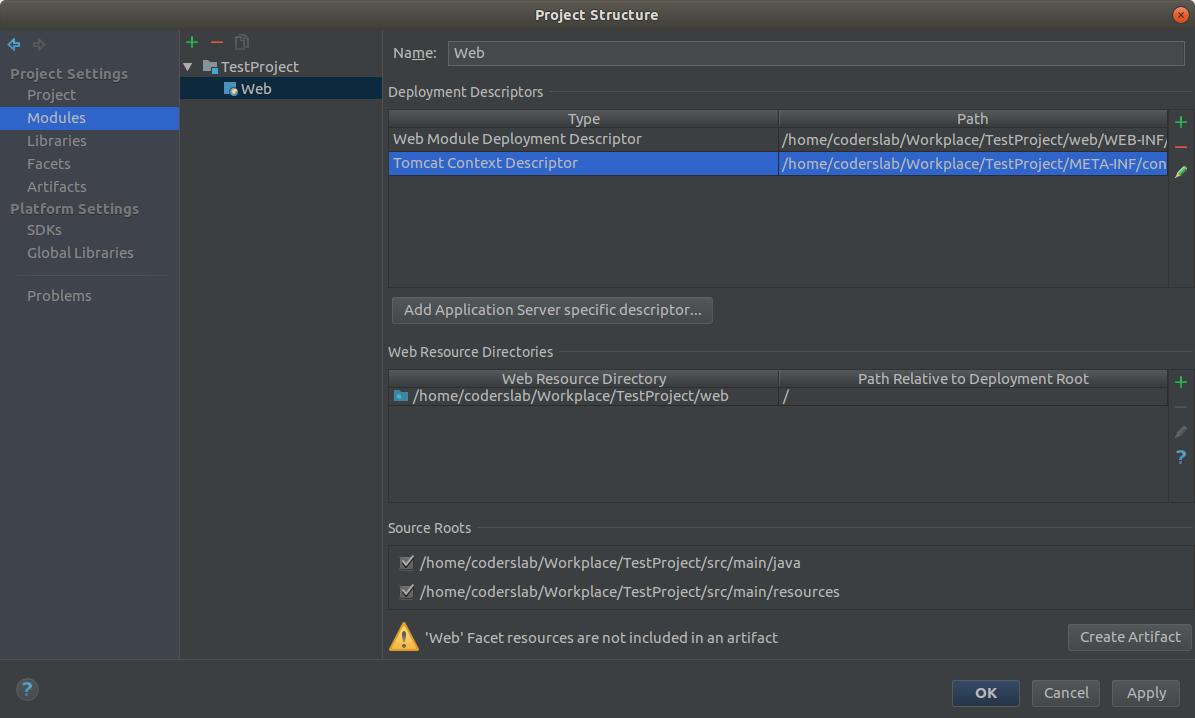 Project Structure
Project Settings
Project
Modules
Libraries
Facets
Artifacts
Platform Settings
SDKs
Global Libraries
Problems
TestProject
Web
Name: Web
Deployment Descriptors
Type Path
Web Module Deployment Descriptor /home/coderslab/Workplace/TestProject/web/WEB-INF/
Tomcat Context Descriptor /home/coderslab/Workplace/TestProject/META-INF/con
Add Application Server specific descriptor...
Web Resource Directories
Web Resource Directory Path Relative to Deployment Root
/home/coderslab/Workplace/TestProject/web /
?
Source Roots
/home/coderslab/Workplace/TestProject/src/main/java
/home/coderslab/Workplace/TestProject/src/main/resources
'Web' Facet resources are not included in an artifact Create Artifact
? OK Cancel Apply